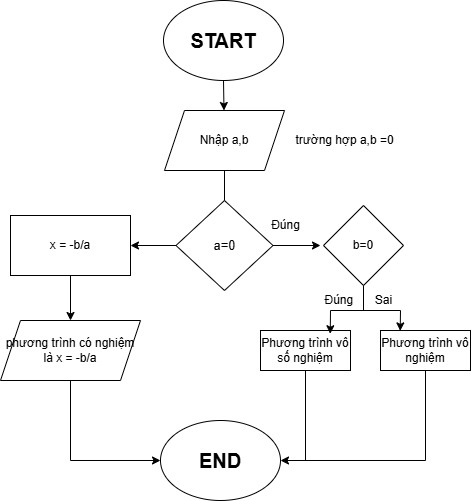 START
Nhập a,b
trường hợp a,b =0
x = -b/a
a=0
Đúng
b=0
Đúng
Sai
phương trình có nghiệm
là x = -b/a
Phương trình vô
số nghiệm
Phương trình vô
nghiệm
END